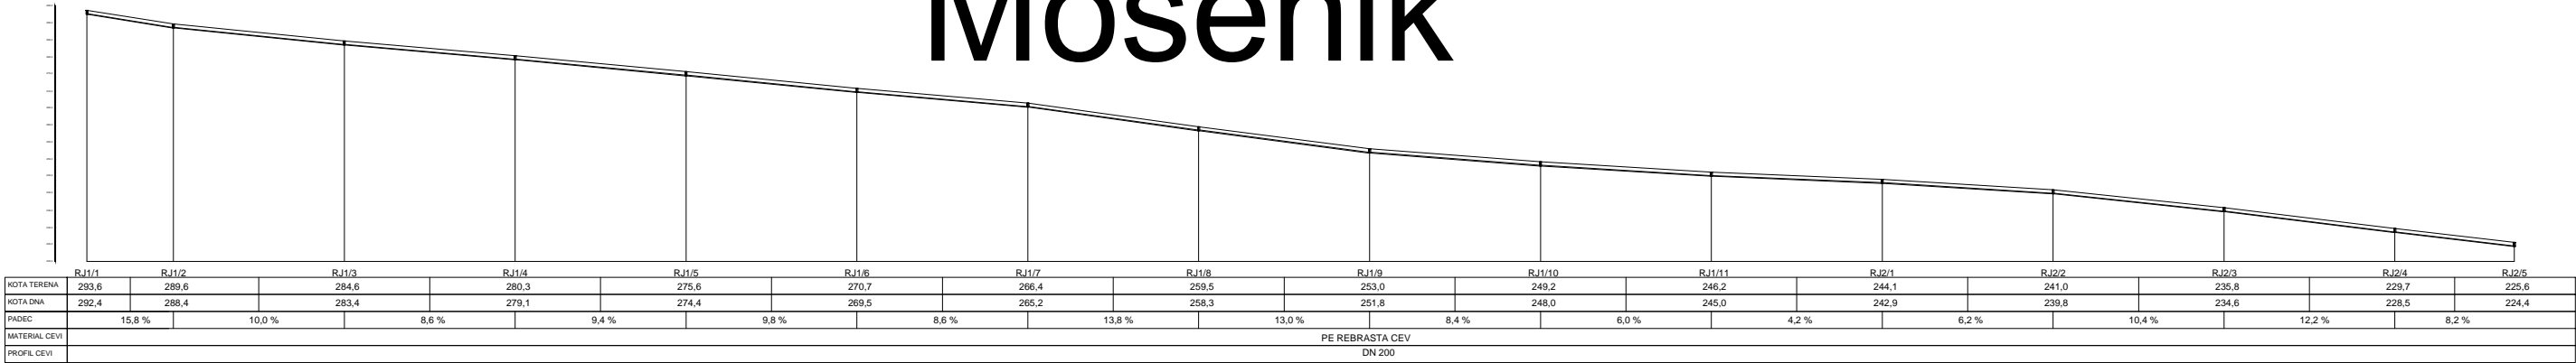 Mošenik
RJ1/1 RJ1/2 RJ1/3 RJ1/4 RJ1/5 RJ1/6 RJ1/7 RJ1/8 RJ1/9 RJ1/10 RJ1/11 RJ2/1 RJ2/2 RJ2/3 RJ2/4 RJ2/5
KOTA TERENA 293,6 289,6 284,6 280,3 275,6 270,7 266,4 259,5 253,0 249,2 246,2 244,1 241,0 235,8 229,7 225,6
KOTA DNA 292,4 288,4 283,4 279,1 274,4 269,5 265,2 258,3 251,8 248,0 245,0 242,9 239,8 234,6 228,5 224,4
PADEC 15,8 % 10,0 % 8,6 % 9,4 % 9,8 % 8,6 % 13,8 % 13,0 % 8,4 % 6,0 % 4,2 % 6,2 % 10,4 % 12,2 % 8,2 %
MATERIAL CEVI PE REBRASTA CEV
PROFIL CEVI DN 200